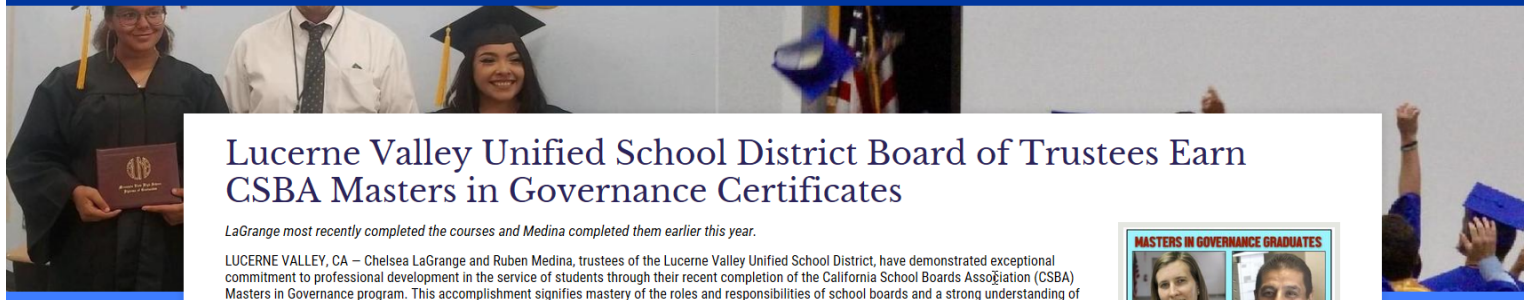 Lucerne Valley Unified School District Board of Trustees Earn
CSBA Masters in Governance Certificates
LaGrange most recently completed the courses and Medina completed them earlier this year.
LUCERNE VALLEY, CA — Chelsea LaGrange and Ruben Medina, trustees of the Lucerne Valley Unified School District, have demonstrated exceptional
commitment to professional development in the service of students through their recent completion of the California School Boards Association (CSBA)
Masters in Governance program. This accomplishment signifies mastery of the roles and responsibilities of school boards and a strong understanding of
MASTERS IN GOVERNANCE GRADUATES